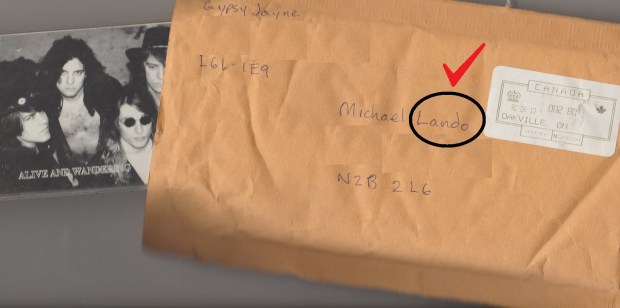 Gypsy Jayne
L6L-1E9
Michael Lando
N2B 2L6
CANADA
OAKVILLE, ON
ALIVE AND WANDERING